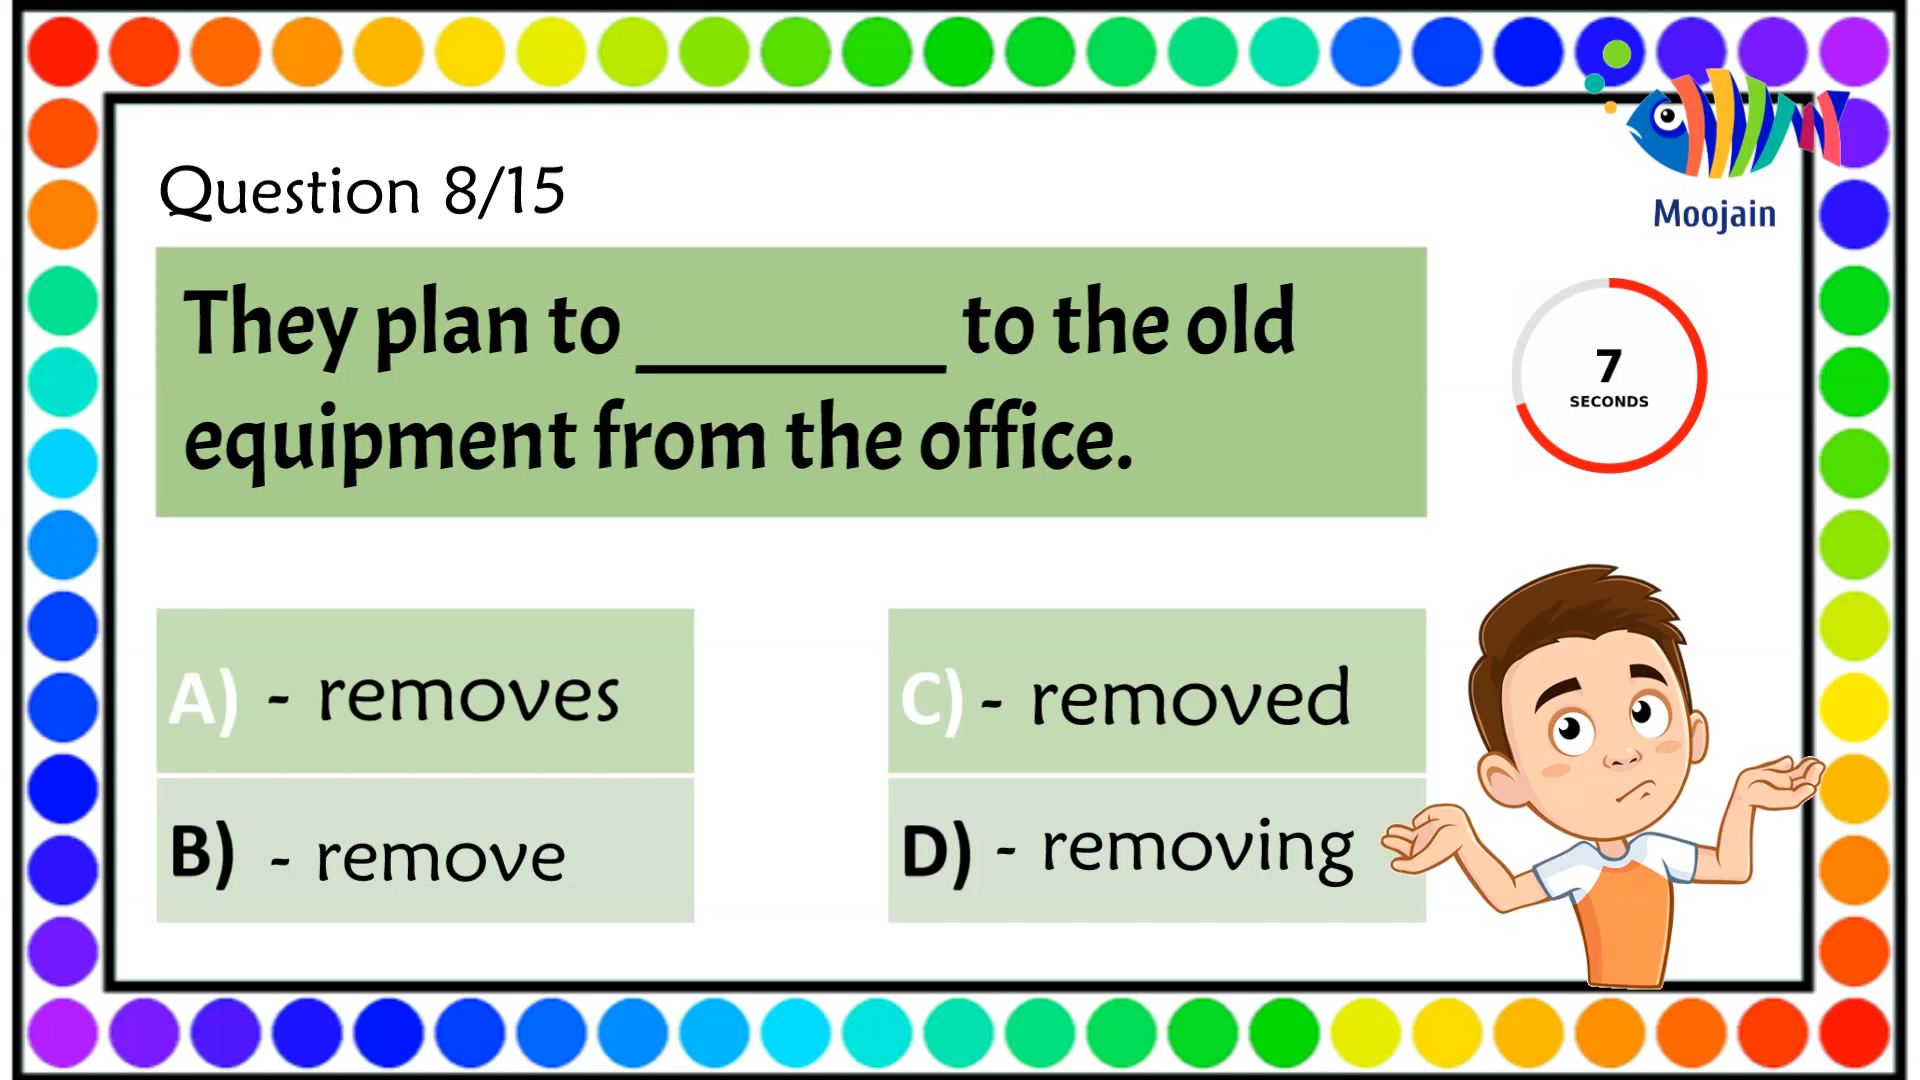 Question 8/15
Moojain
They plan to ________ to the old
equipment from the office.
7
SECONDS
A) - removes
C) - removed
B) - remove
D) - removing